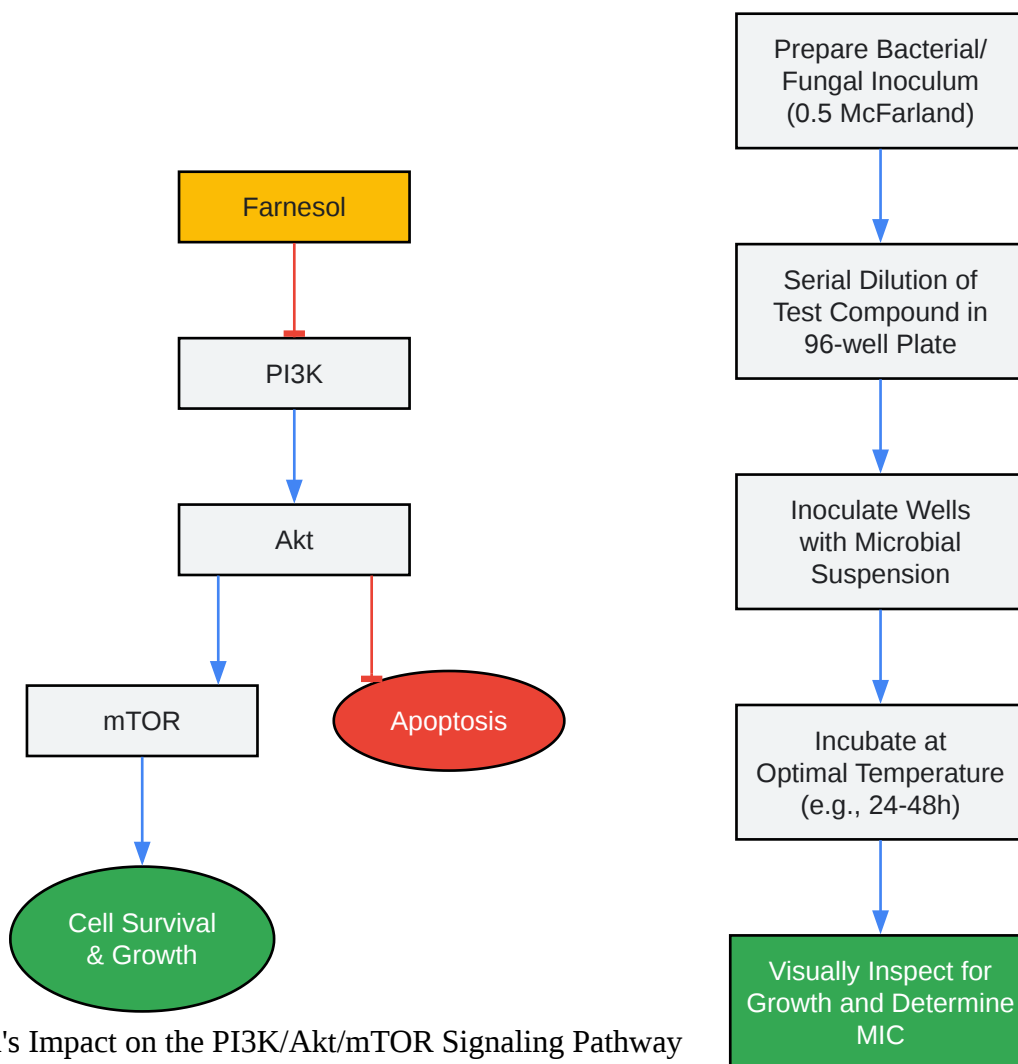 Farnesol
PI3K
Akt
mTOR
Apoptosis
Cell Survival
& Growth
's Impact on the PI3K/Akt/mTOR Signaling Pathway
Prepare Bacterial/
Fungal Inoculum
(0.5 McFarland)
Serial Dilution of
Test Compound in
96-well Plate
Inoculate Wells
with Microbial
Suspension
Incubate at
Optimal Temperature
(e.g., 24-48h)
Visually Inspect for
Growth and Determine
MIC